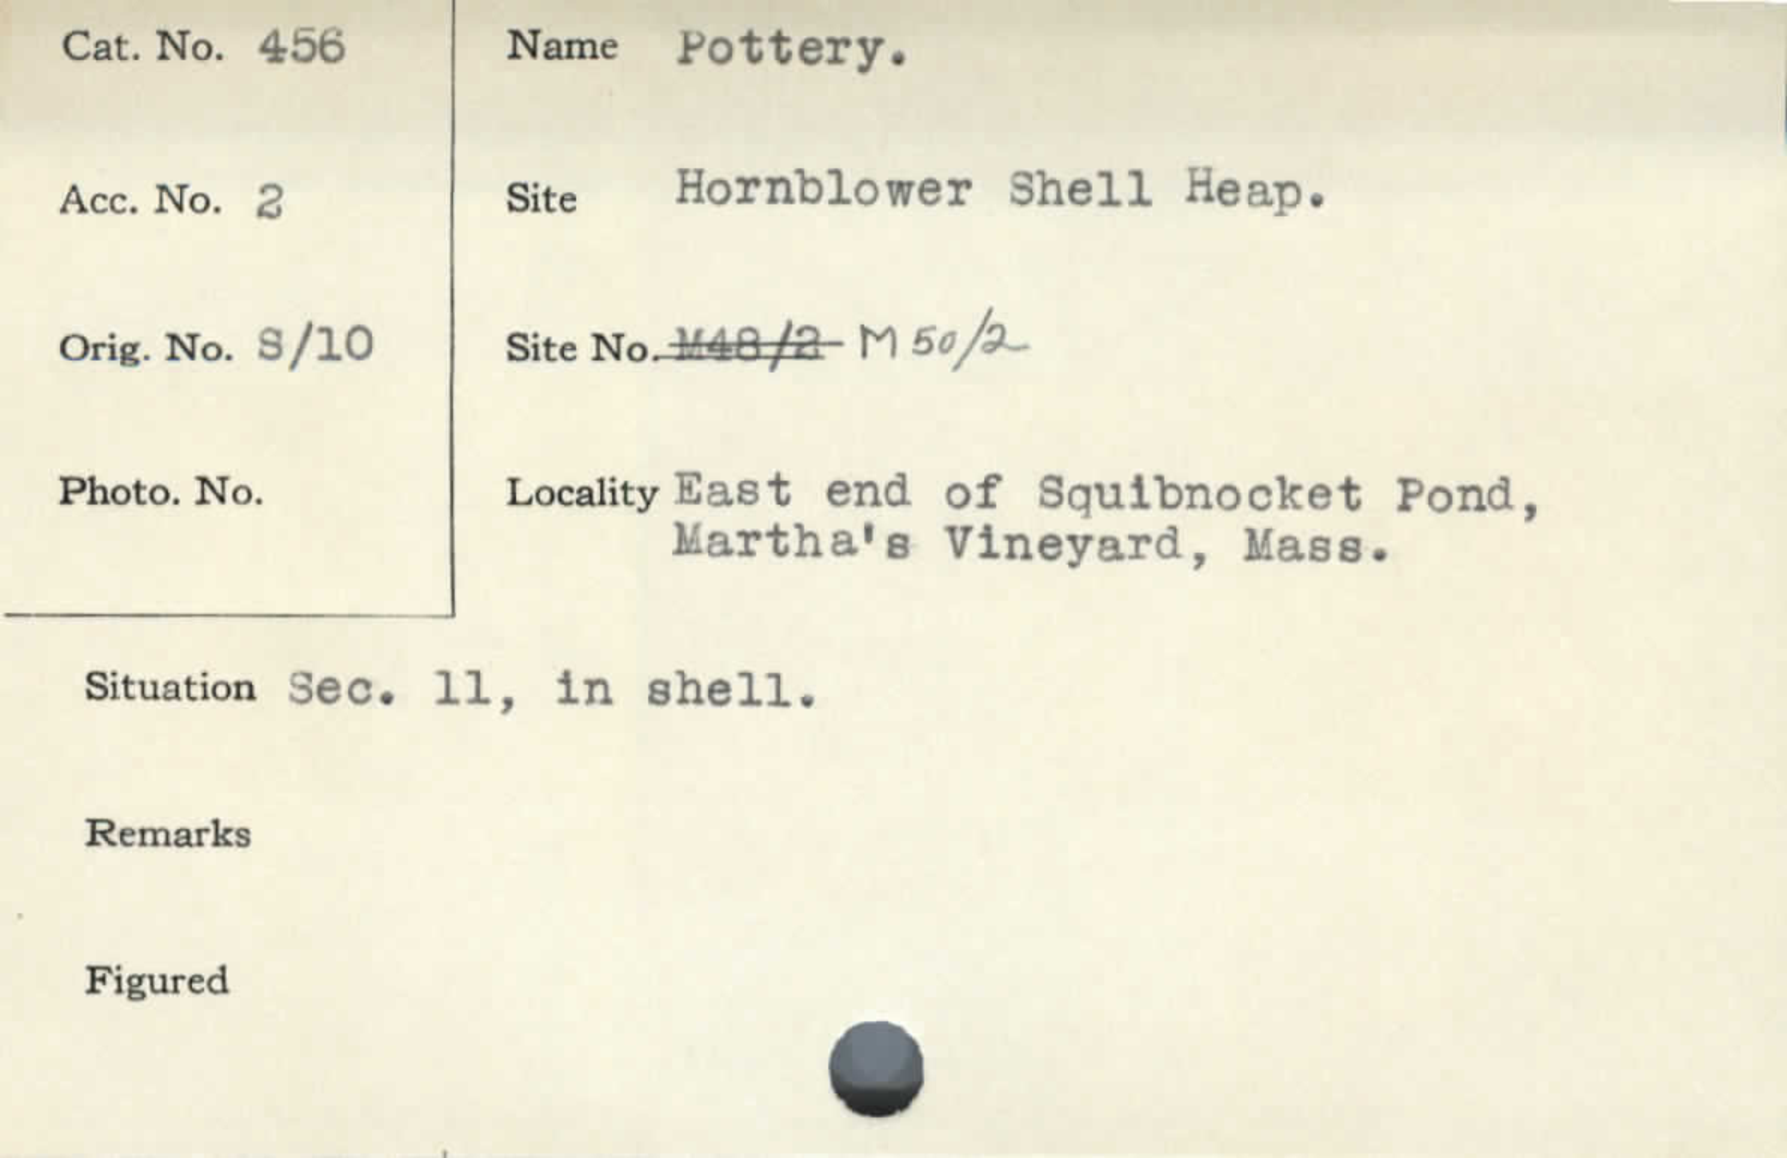 Cat. No. 456
Name Pottery.
Acc. No. 2
Site Hornblower Shell Heap.
Orig. No. S/10
Site No. M48/2 M 50/2
Photo. No.
Locality East end of Squibnocket Pond,
Martha's Vineyard, Mass.
Situation Sec. 11, in shell.
Remarks
Figured